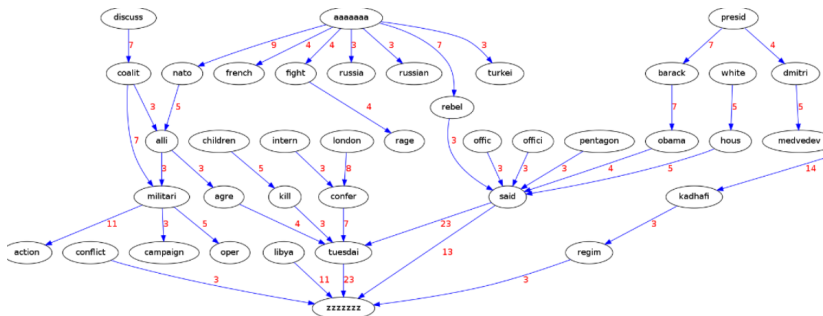 discuss aaaaaaa presid
9 4 4 3 3 7 3 7 4
7
coalit nato french fight russia russian turkei barack white dmitri
rebel
3 5 4 7 5 5
7
alli children intern london rage offic offici pentagon obama hous medvedev
3 3 5 3 8 3 3 3 3 4 5 14
militari agre kill confer said kadhafi
11 3 5 4 3 7 23 13 3
action conflict campaign oper libya tuesdai regim
3 11 23 3
zzzzzzz